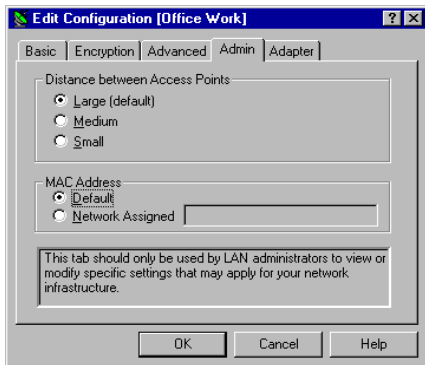 Edit Configuration [Office Work]
Basic Encryption Advanced Admin Adapter
Distance between Access Points
Large (default)
Medium
Small
MAC Address
Default
Network Assigned
This tab should only be used by LAN administrators to view or
modify specific settings that may apply for your network
infrastructure.
OK Cancel Help